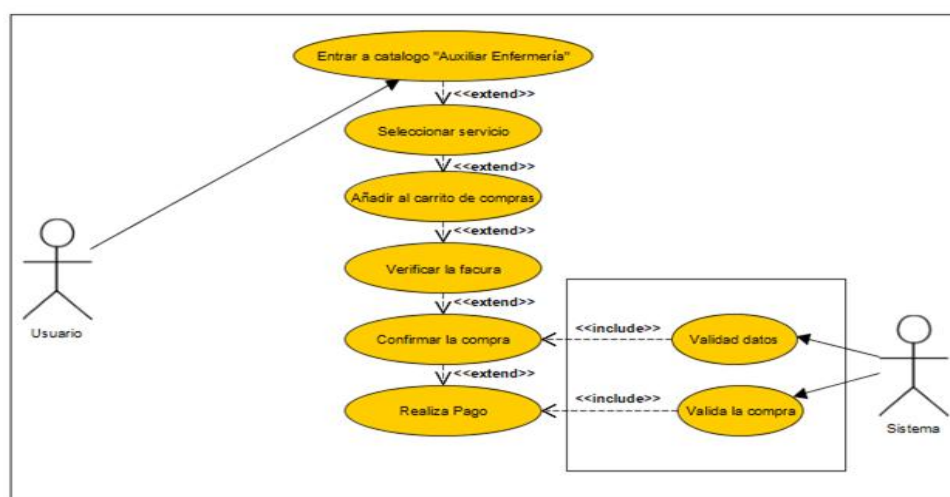 Entrar a catalogo "Auxiliar Enfermería"
<<extend>>
Seleccionar servicio
<<extend>>
Añadir al carrito de compras
<<extend>>
Verificar la facura
<<extend>>
Usuario
Confirmar la compra
<<include>>
Validad datos
<<extend>>
Realiza Pago
<<include>>
Valida la compra
Sistema